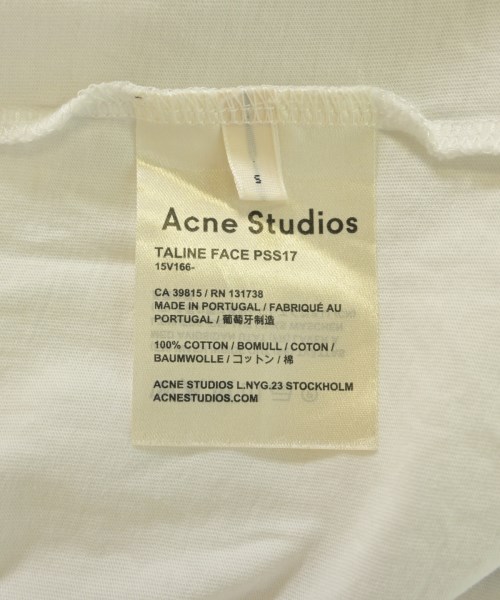 S
Acne Studios
TALINE FACE PSS17
15V166-
CA 39815 / RN 131738
MADE IN PORTUGAL / FABRIQUÉ AU
PORTUGAL / 葡萄牙制造
100% COTTON / BOMULL / COTON /
BAUMWOLLE / コットン / 棉
ACNE STUDIOS L.NYG.23 STOCKHOLM
ACNESTUDIOS.COM